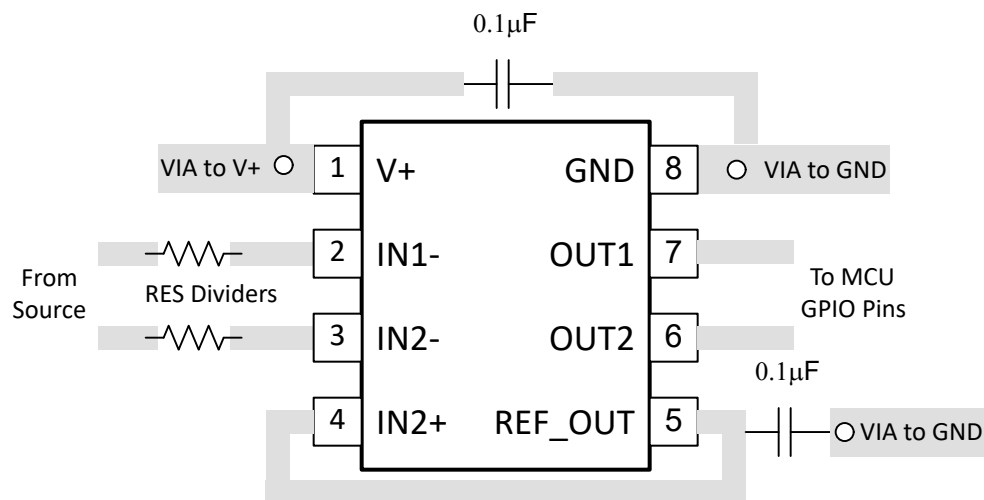 0.1μF
VIA to V+
1
V+
GND
8
VIA to GND
2
IN1-
OUT1
7
From
Source
RES Dividers
To MCU
GPIO Pins
3
IN2-
OUT2
6
0.1μF
4
IN2+
REF_OUT
5
VIA to GND